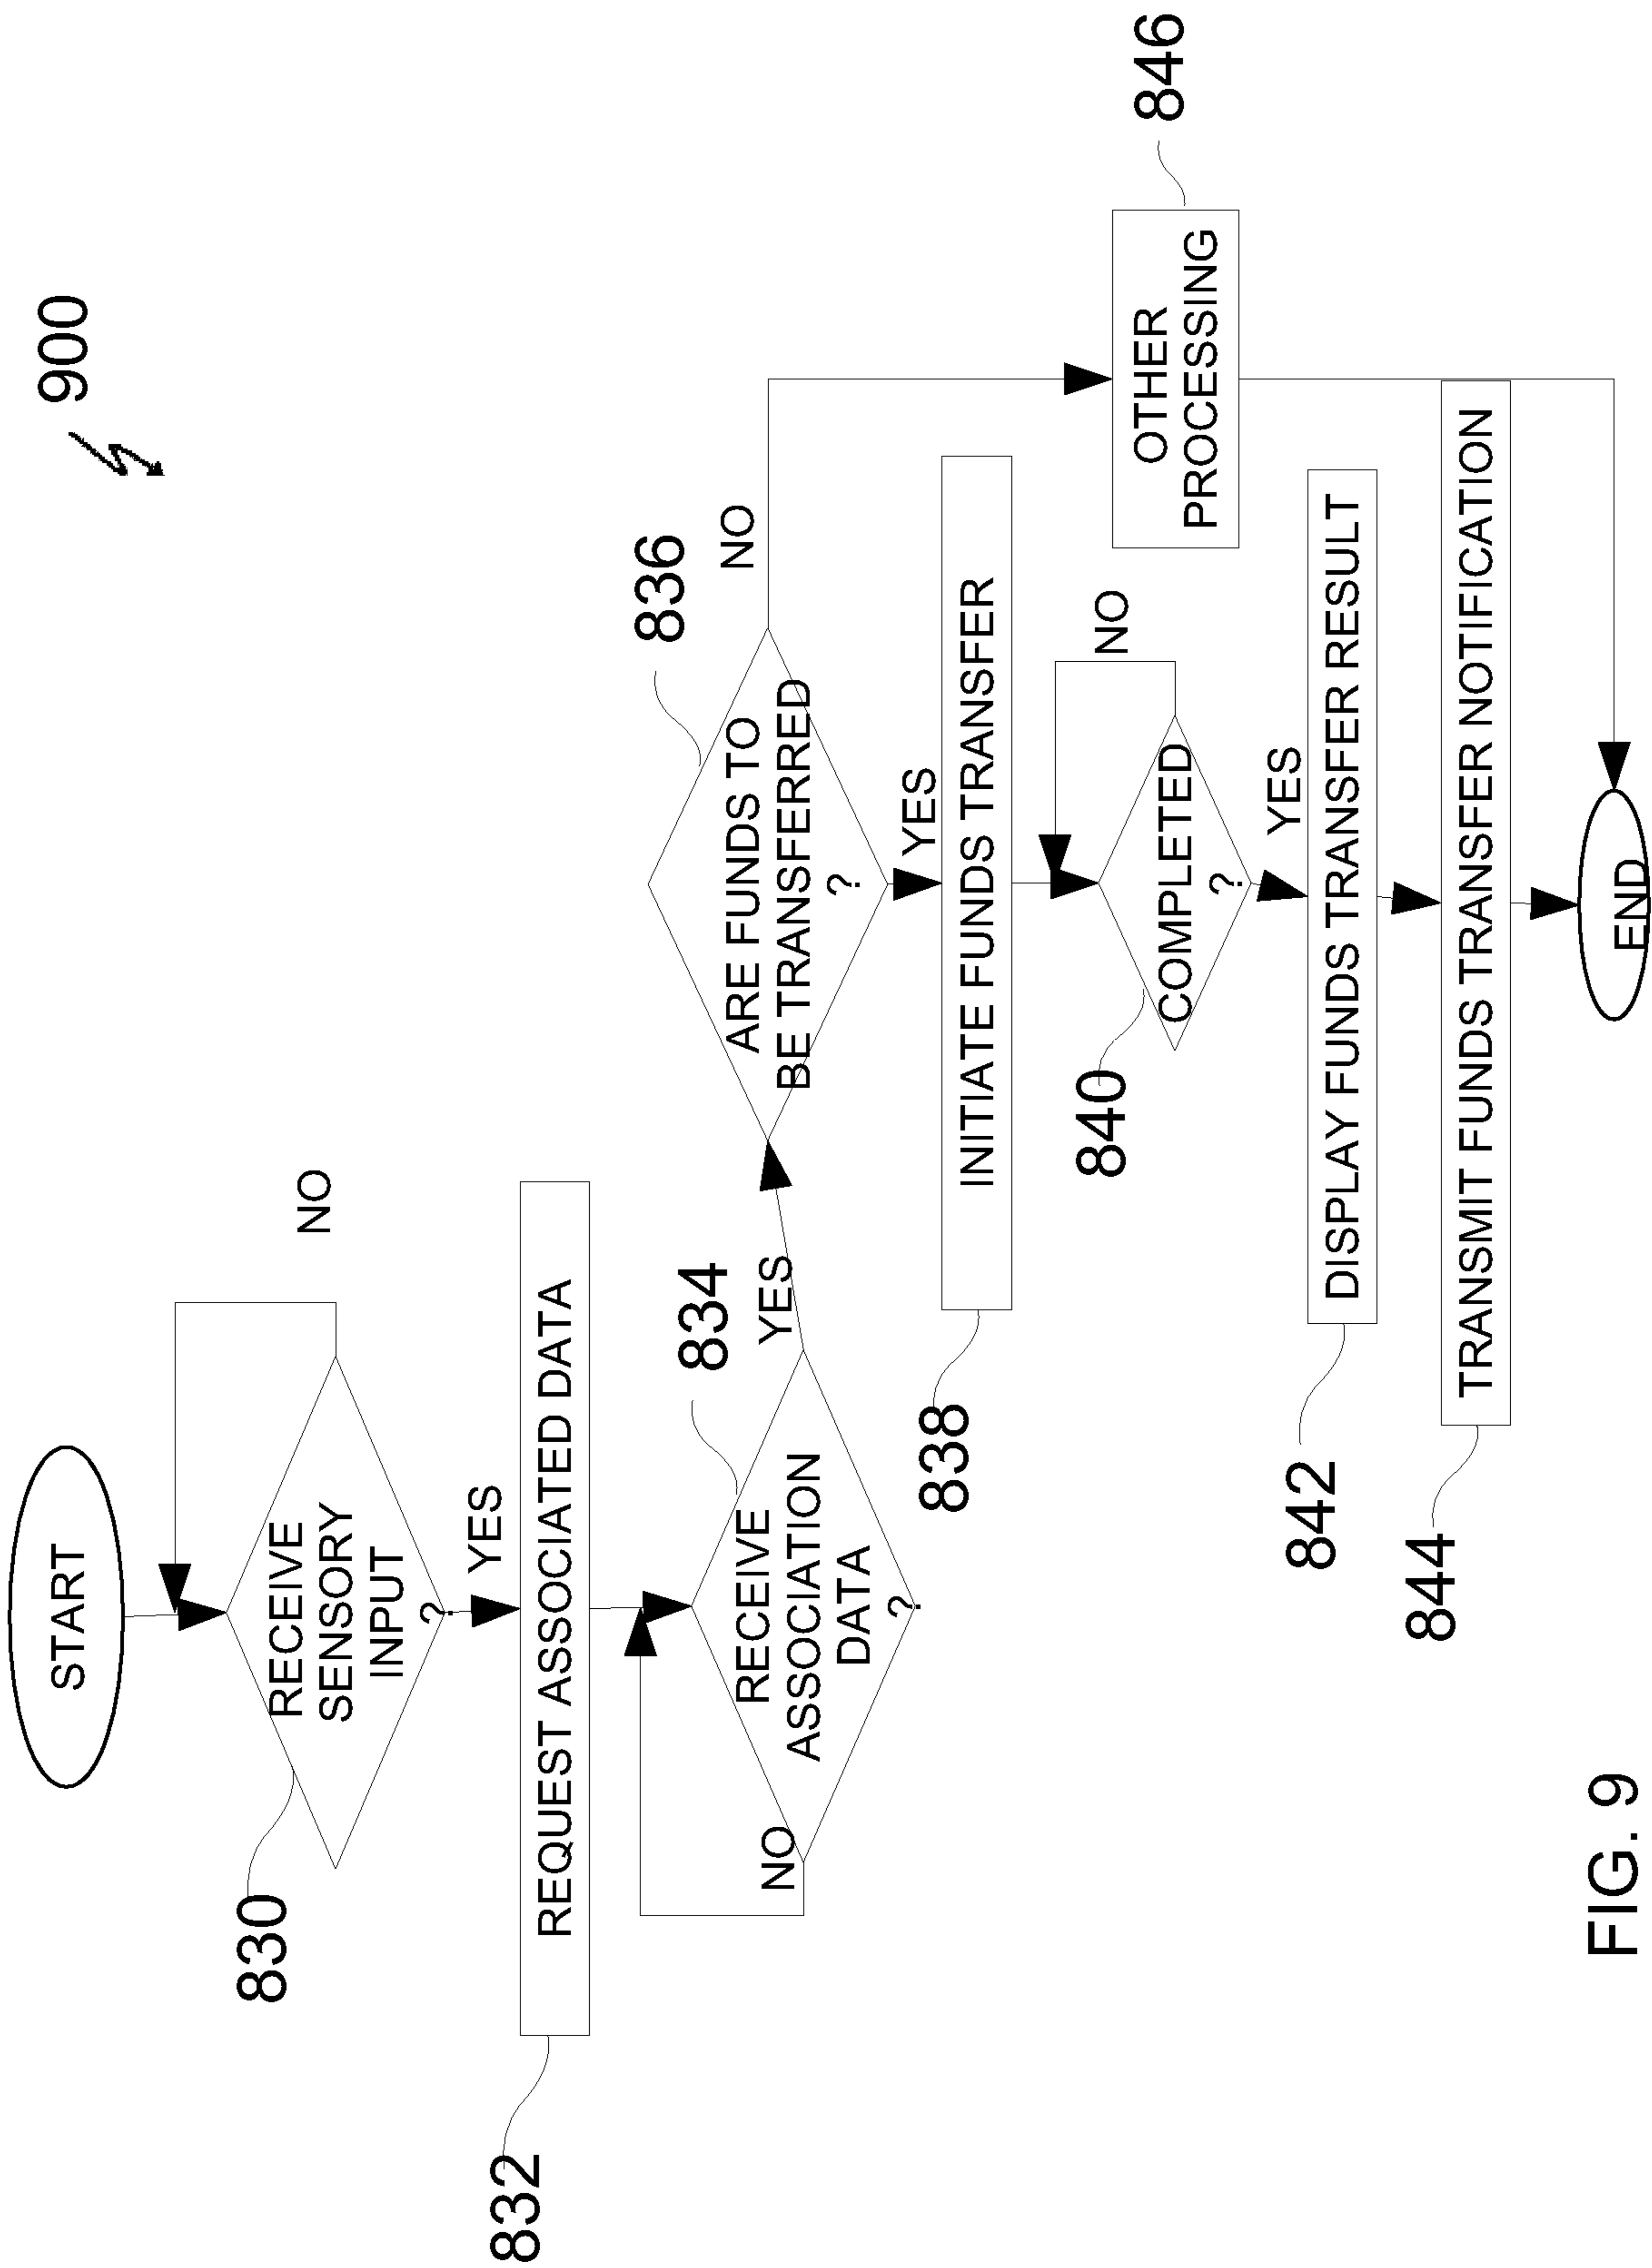 900
START
830
RECEIVE
SENSORY
INPUT
?
NO
YES
832
REQUEST ASSOCIATED DATA
834
RECEIVE
ASSOCIATION
DATA
?
NO
YES
836
ARE FUNDS TO
BE TRANSFERRED
?
NO
YES
838
INITIATE FUNDS TRANSFER
840
COMPLETED
?
NO
YES
842
DISPLAY FUNDS TRANSFER RESULT
844
TRANSMIT FUNDS TRANSFER NOTIFICATION
846
OTHER
PROCESSING
END
FIG. 9